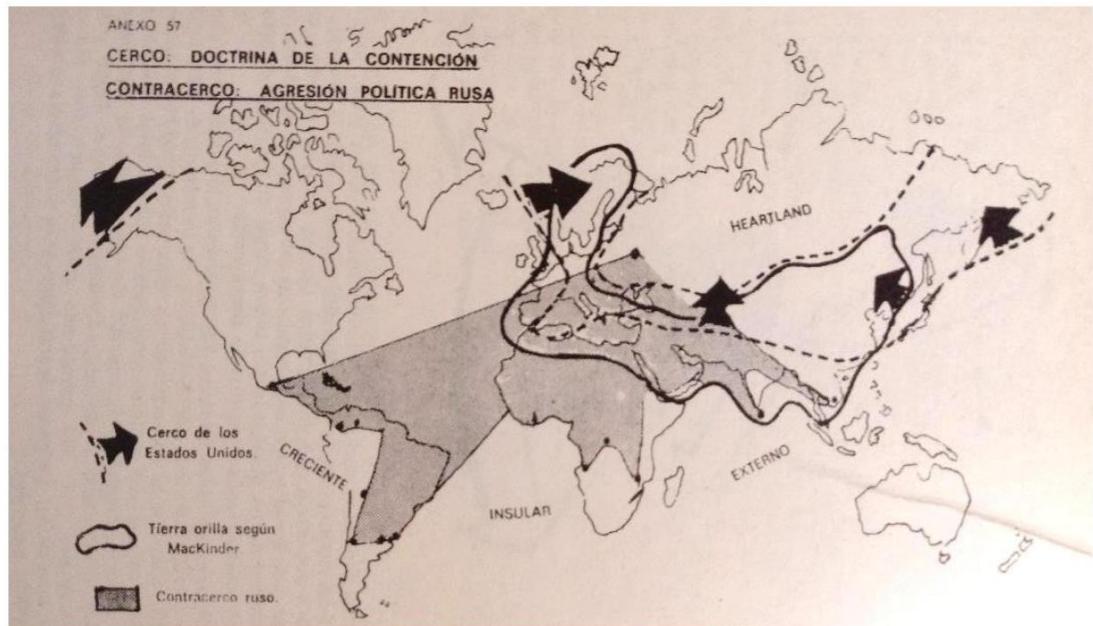 ANEXO 57
CERCO: DOCTRINA DE LA CONTENCIÓN
CONTRACERCO: AGRESIÓN POLÍTICA RUSA
HEARTLAND
CRECIENTE
INSULAR
EXTERNO
Cerco de los
Estados Unidos.
Tierra orilla según
MacKinder
Contracerco ruso.